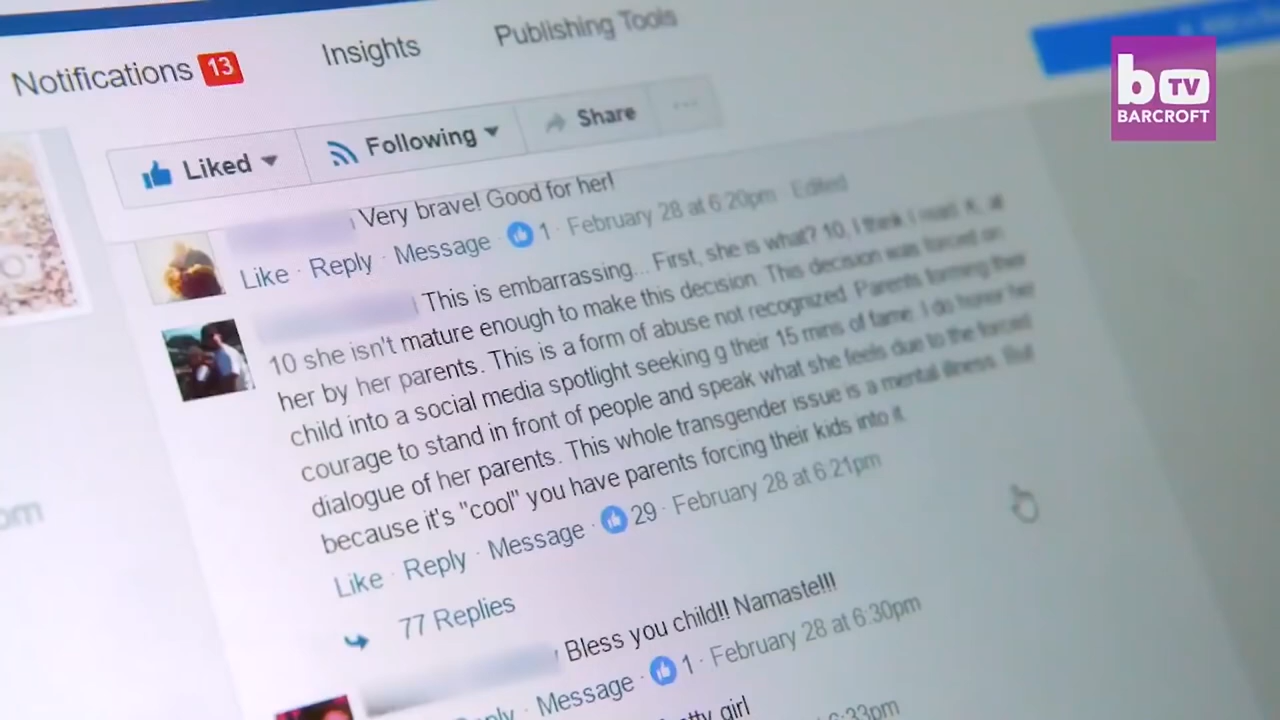 Notifications 13 Insights Publishing Tools
b TV
BARCROFT
Liked Following Share ...
Very brave! Good for her!
Like · Reply · Message · 1 · February 28 at 6:20pm · Edited
This is embarrassing... First, she is what? 10, I think I read. K, at
10 she isn't mature enough to make this decision. This decision was forced on
her by her parents. This is a form of abuse not recognized. Parents forming their
child into a social media spotlight seeking g their 15 mins of fame. I do honor her
courage to stand in front of people and speak what she feels due to the forced
dialogue of her parents. This whole transgender issue is a mental illness. But
because it's "cool" you have parents forcing their kids into it.
Like · Reply · Message · 29 · February 28 at 6:21pm
77 Replies
om
Bless you child!! Namaste!!!
Message · 1 · February 28 at 6:30pm
girl
6:33pm